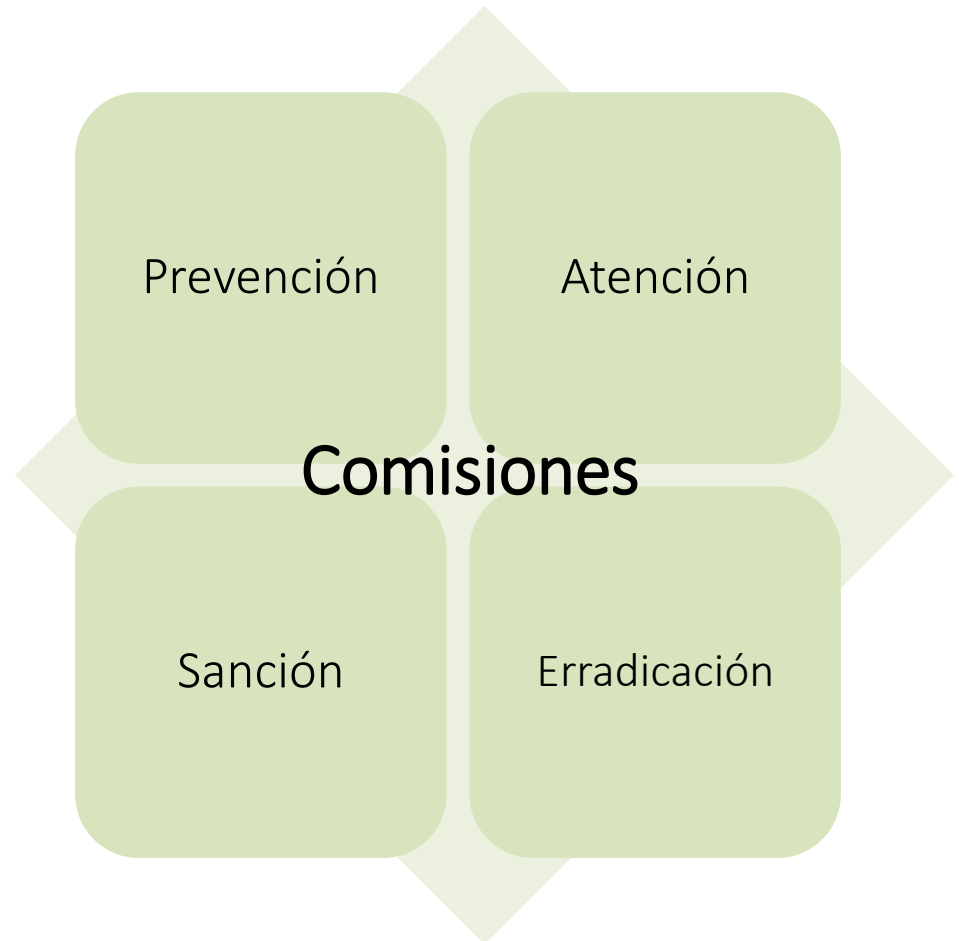 Prevención
Atención
Comisiones
Sanción
Erradicación